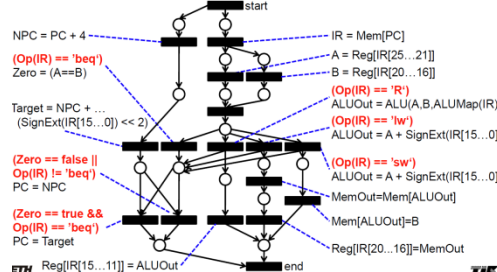 start
NPC = PC + 4
IR = Mem[PC]
(Op(IR) == 'beq')
Zero = (A==B)
A = Reg[IR[25...21]]
B = Reg[IR[20...16]]
(Op(IR) == 'R')
ALUOut = ALU(A,B,ALUMap(IR)
Target = NPC + ...
(SignExt(IR[15...0]) << 2)
(Op(IR) == 'lw')
ALUOut = A + SignExt(IR[15...0)
(Op(IR) == 'sw')
ALUOut = A + SignExt(IR[15...0)
(Zero == false ||
Op(IR) != 'beq')
PC = NPC
MemOut=Mem[ALUOut]
Mem[ALUOut]=B
(Zero == true &&
Op(IR) == 'beq')
PC = Target
Reg[IR[20...16]]=MemOut
Reg[IR[15...11]] = ALUOut
end
ETH